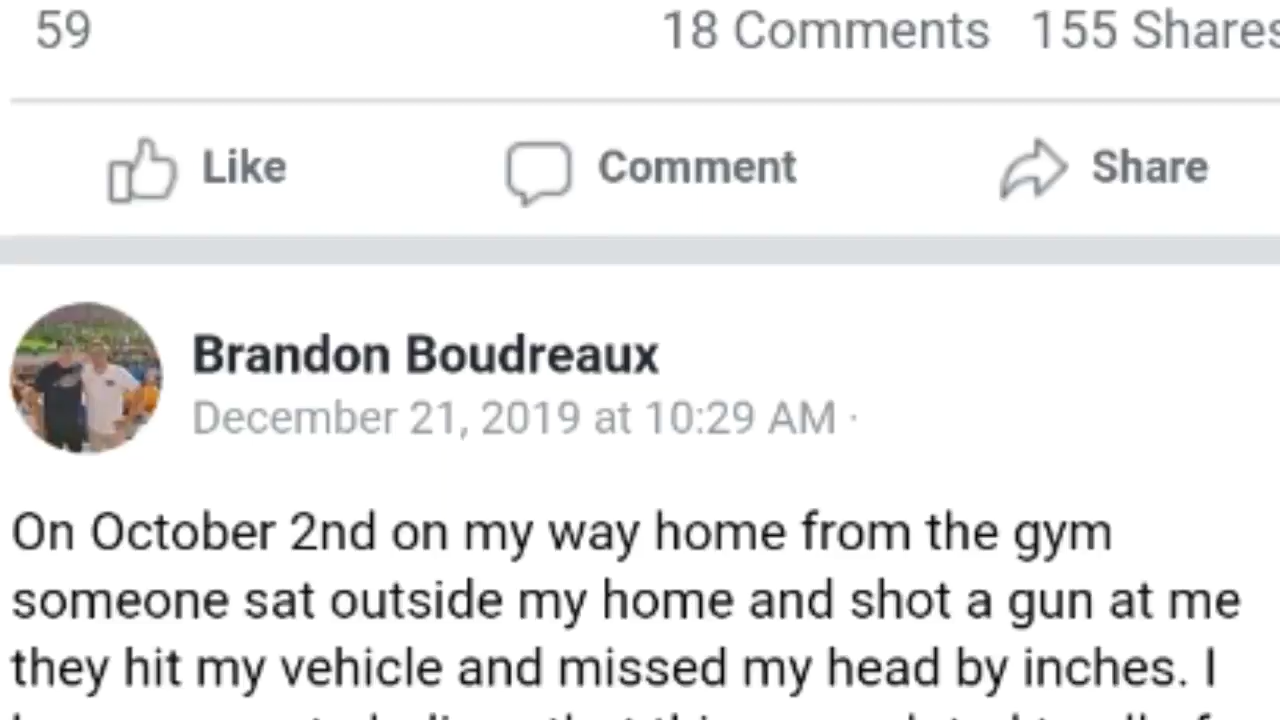 59 18 Comments 155 Shares
Like Comment Share
Brandon Boudreaux
December 21, 2019 at 10:29 AM ·
On October 2nd on my way home from the gym
someone sat outside my home and shot a gun at me
they hit my vehicle and missed my head by inches. I